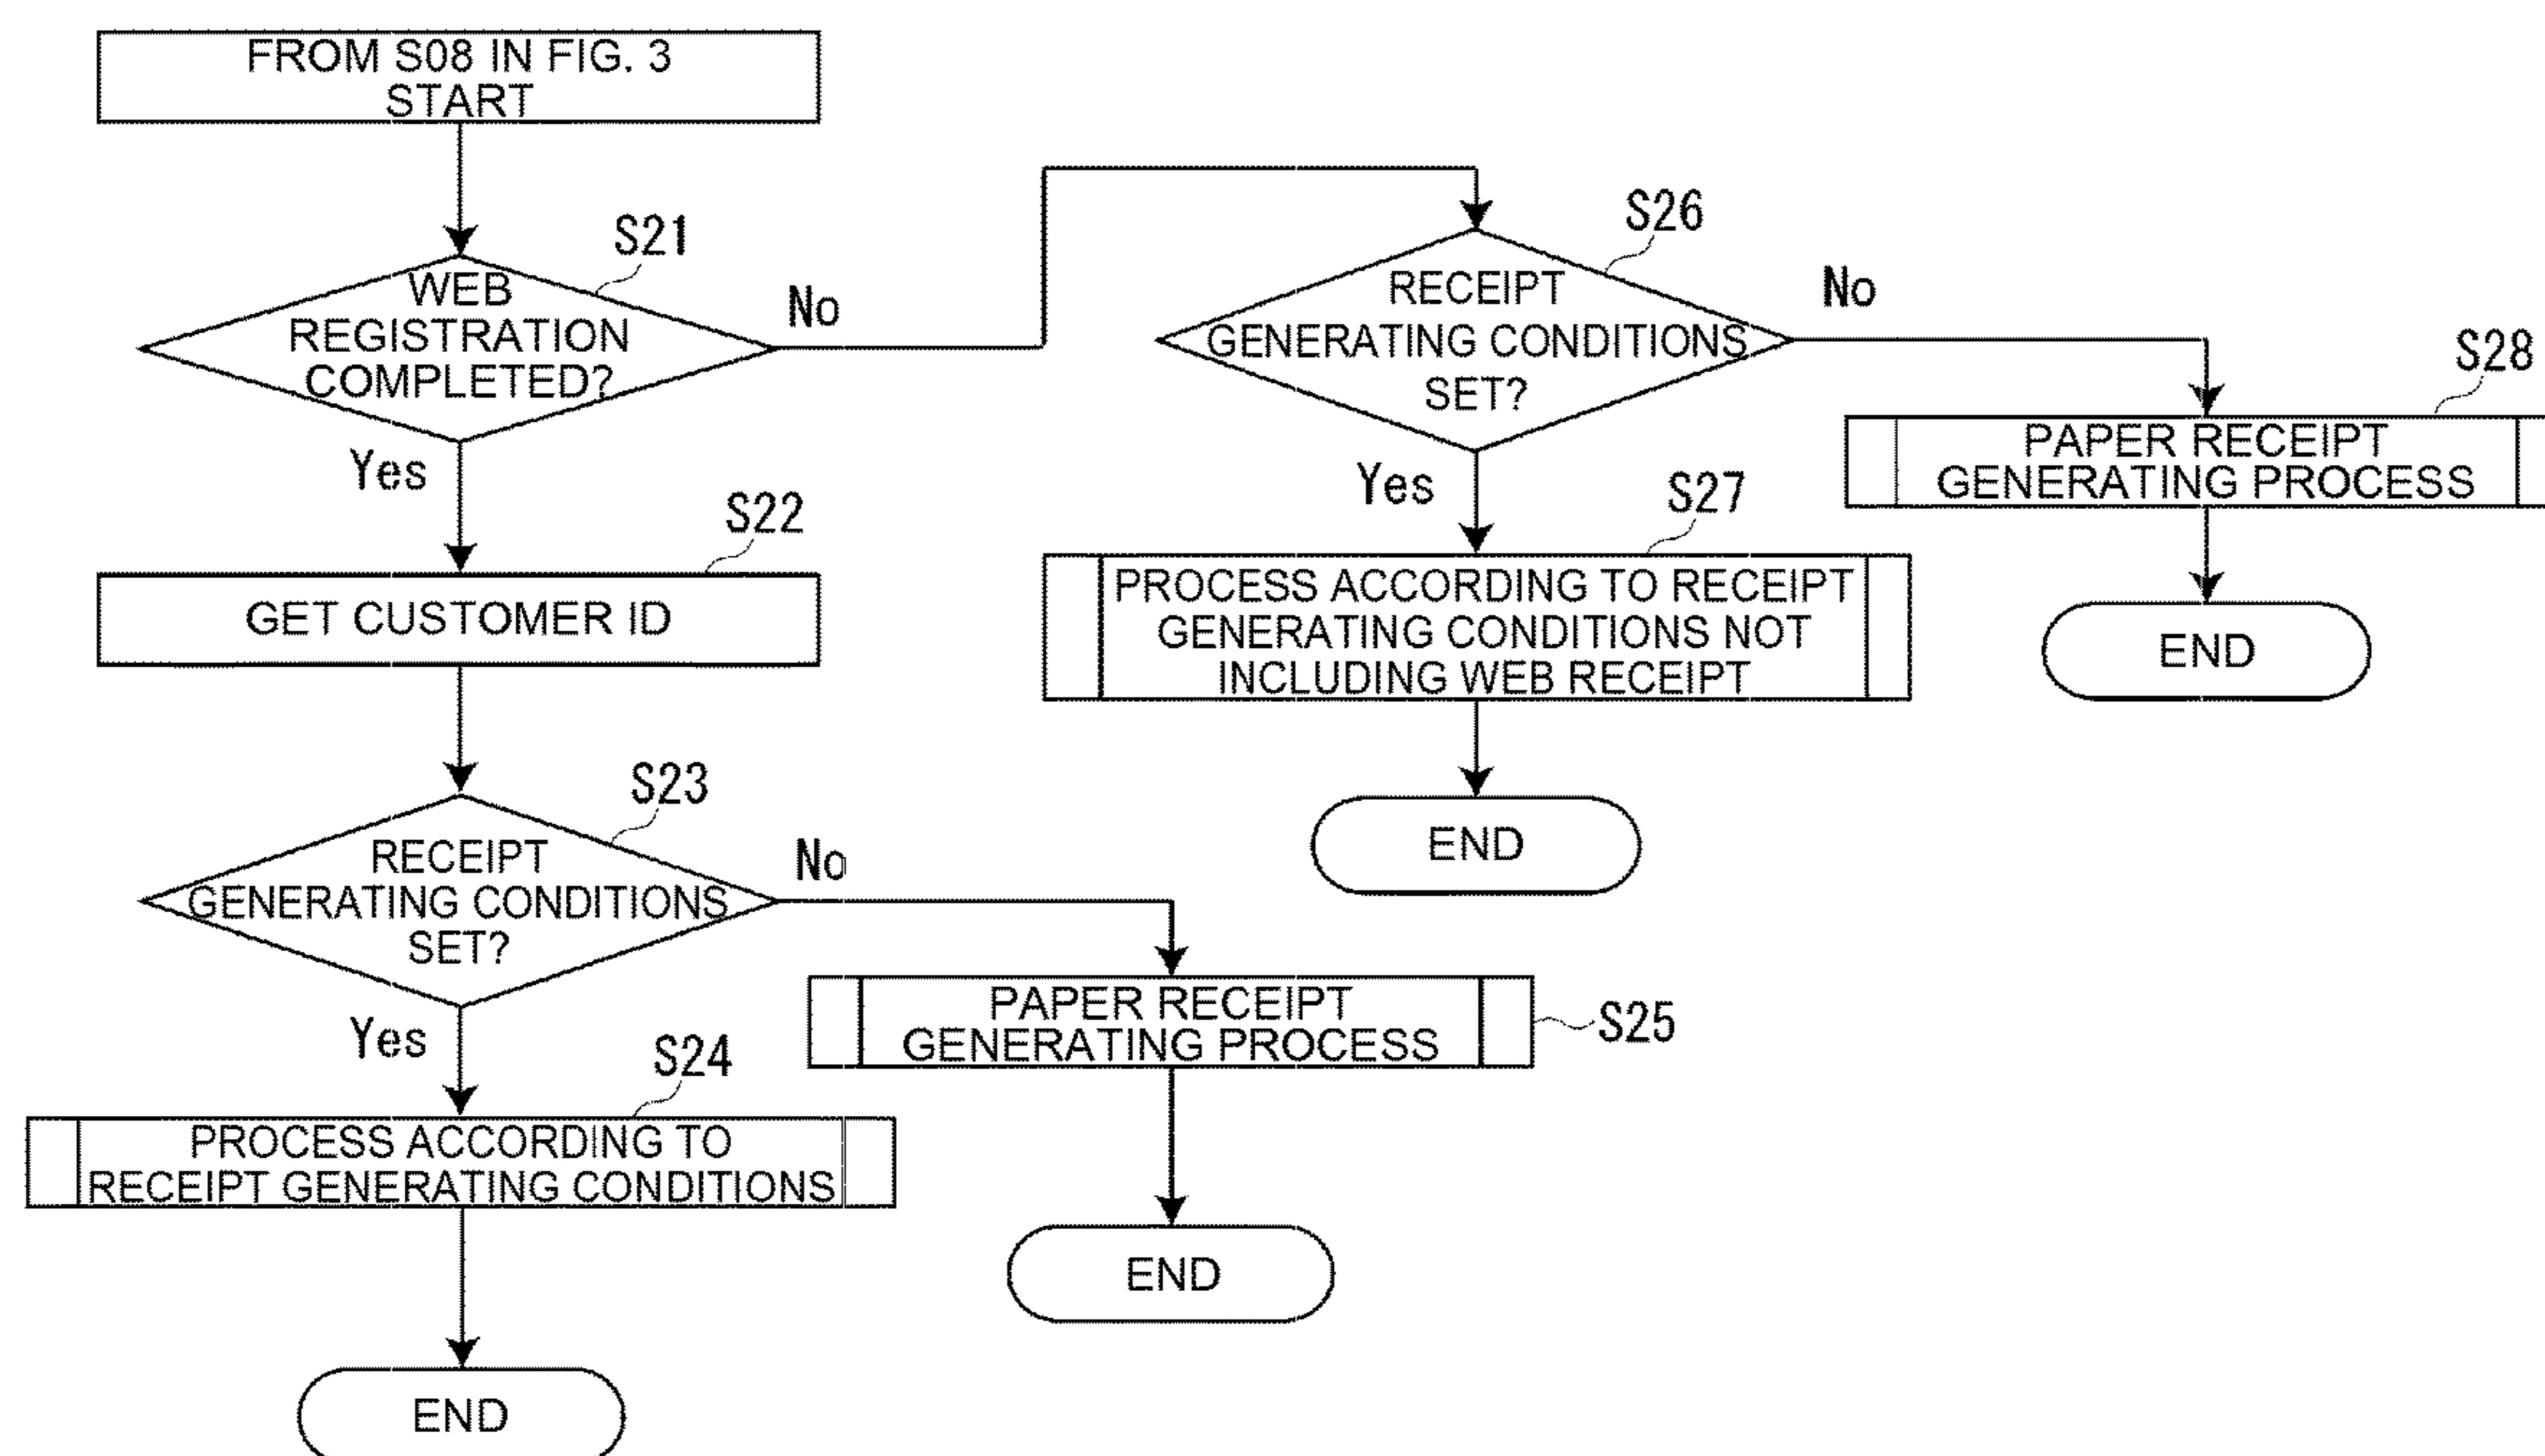 FROM S08 IN FIG. 3
START
S21
WEB
REGISTRATION
COMPLETED?
No
Yes
S22
GET CUSTOMER ID
S23
RECEIPT
GENERATING CONDITIONS
SET?
No
Yes
S24
PROCESS ACCORDING TO
RECEIPT GENERATING CONDITIONS
END
PAPER RECEIPT
GENERATING PROCESS
S25
END
S26
RECEIPT
GENERATING CONDITIONS
SET?
No
Yes
S27
PROCESS ACCORDING TO RECEIPT
GENERATING CONDITIONS NOT
INCLUDING WEB RECEIPT
END
S28
PAPER RECEIPT
GENERATING PROCESS
END